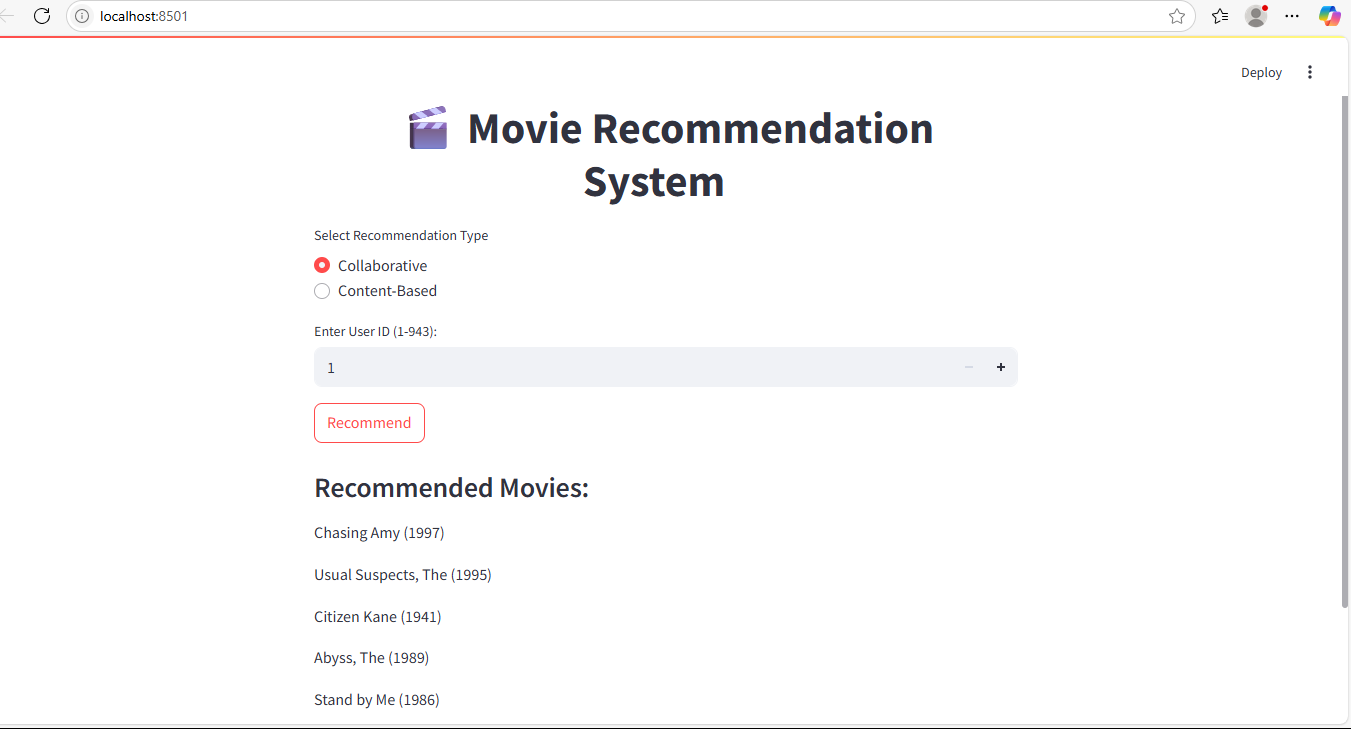 localhost:8501
Deploy
Movie Recommendation
System
Select Recommendation Type
Collaborative
Content-Based
Enter User ID (1-943):
1
Recommend
Recommended Movies:
Chasing Amy (1997)
Usual Suspects, The (1995)
Citizen Kane (1941)
Abyss, The (1989)
Stand by Me (1986)